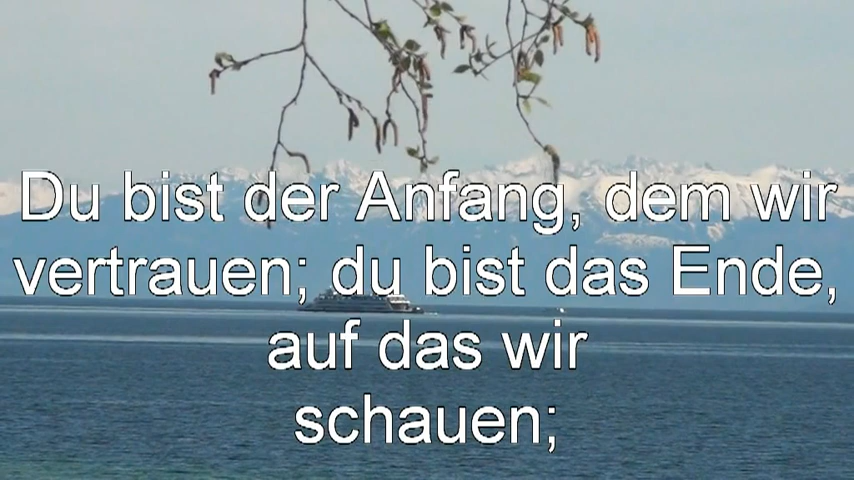 Du bist der Anfang, dem wir
vertrauen; du bist das Ende,
auf das wir
schauen;